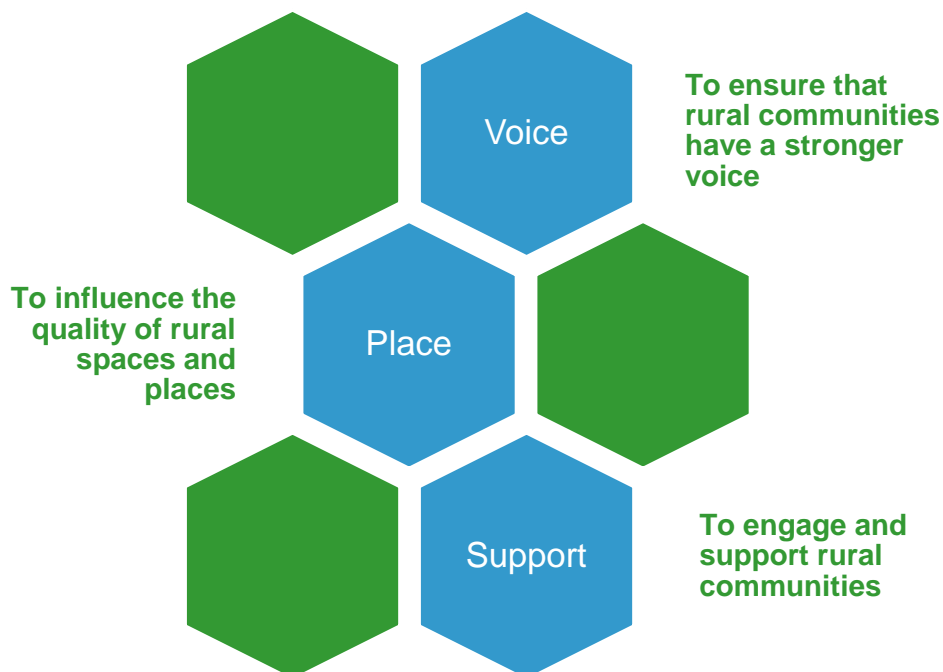 Voice
To ensure that
rural communities
have a stronger
voice
To influence the
quality of rural
spaces and
places
Place
Support
To engage and
support rural
communities